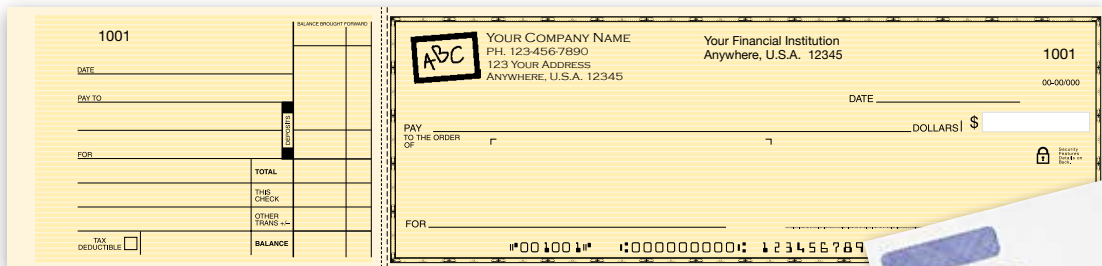 1001
BALANCE BROUGHT FORWARD
DATE
PAY TO
DEPOSITS
FOR
TOTAL
THIS
CHECK
OTHER
TRANS +/–
TAX
DEDUCTIBLE
BALANCE
ABC
YOUR COMPANY NAME
PH. 123-456-7890
123 YOUR ADDRESS
ANYWHERE, U.S.A. 12345
Your Financial Institution
Anywhere, U.S.A. 12345
1001
00-00/000
DATE
PAY DOLLARS $
TO THE ORDER
OF
Security
Features
Details on
Back.
FOR
⑈001001⑈ ⑆000000000⑆ 123456789